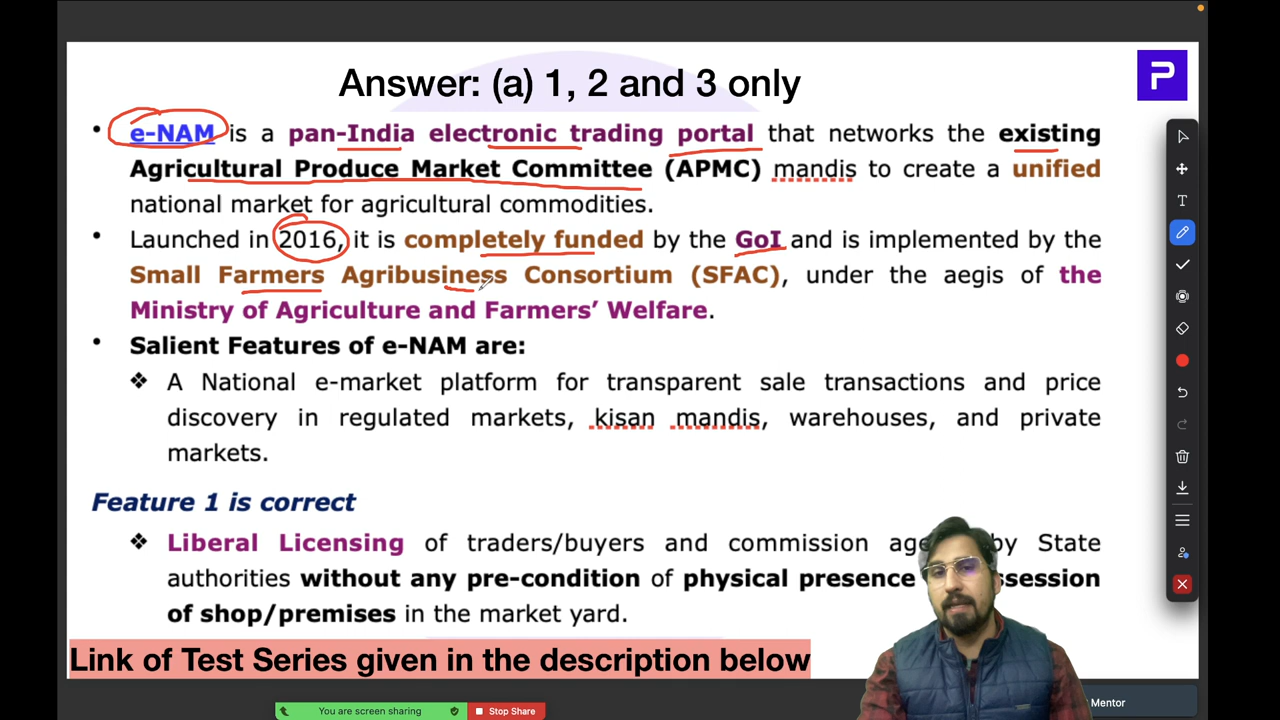 Answer: (a) 1, 2 and 3 only
P
• e-NAM is a pan-India electronic trading portal that networks the existing
Agricultural Produce Market Committee (APMC) mandis to create a unified
national market for agricultural commodities.
• Launched in 2016, it is completely funded by the GoI and is implemented by the
Small Farmers Agribusiness Consortium (SFAC), under the aegis of the
Ministry of Agriculture and Farmers' Welfare.
• Salient Features of e-NAM are:
❖ A National e-market platform for transparent sale transactions and price
discovery in regulated markets, kisan mandis, warehouses, and private
markets.
Feature 1 is correct
❖ Liberal Licensing of traders/buyers and commission by State
authorities without any pre-condition of physical presence
of shop/premises in the market yard.
Link of Test Series given in the description below
Mentor
You are screen sharing Stop Share
T